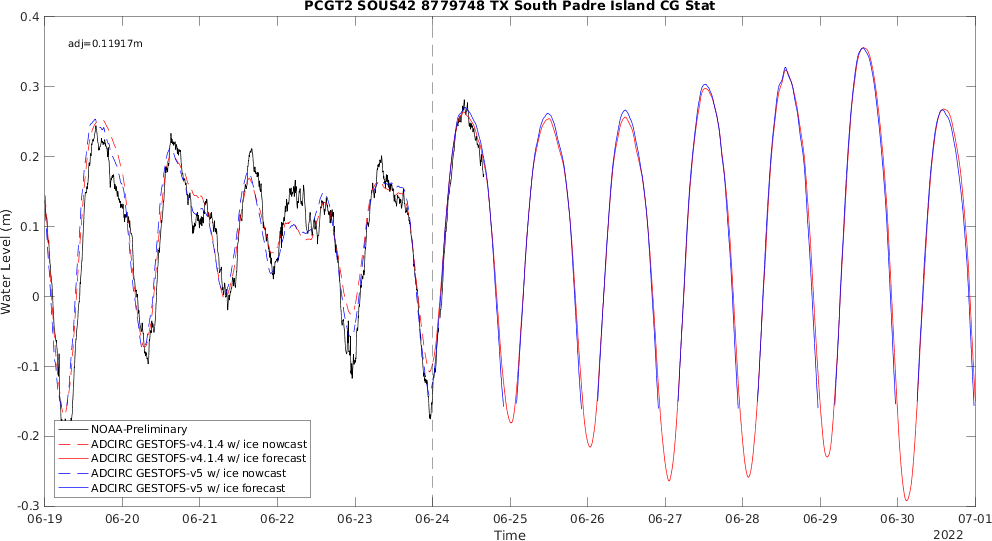 PCGT2 SOUS42 8779748 TX South Padre Island CG Stat
adj=0.11917m
0.4
0.3
0.2
0.1
0
-0.1
-0.2
-0.3
Water Level (m)
NOAA-Preliminary
ADCIRC GESTOFS-v4.1.4 w/ ice nowcast
ADCIRC GESTOFS-v4.1.4 w/ ice forecast
ADCIRC GESTOFS-v5 w/ ice nowcast
ADCIRC GESTOFS-v5 w/ ice forecast
06-19 06-20 06-21 06-22 06-23 06-24 06-25 06-26 06-27 06-28 06-29 06-30 07-01
Time
2022